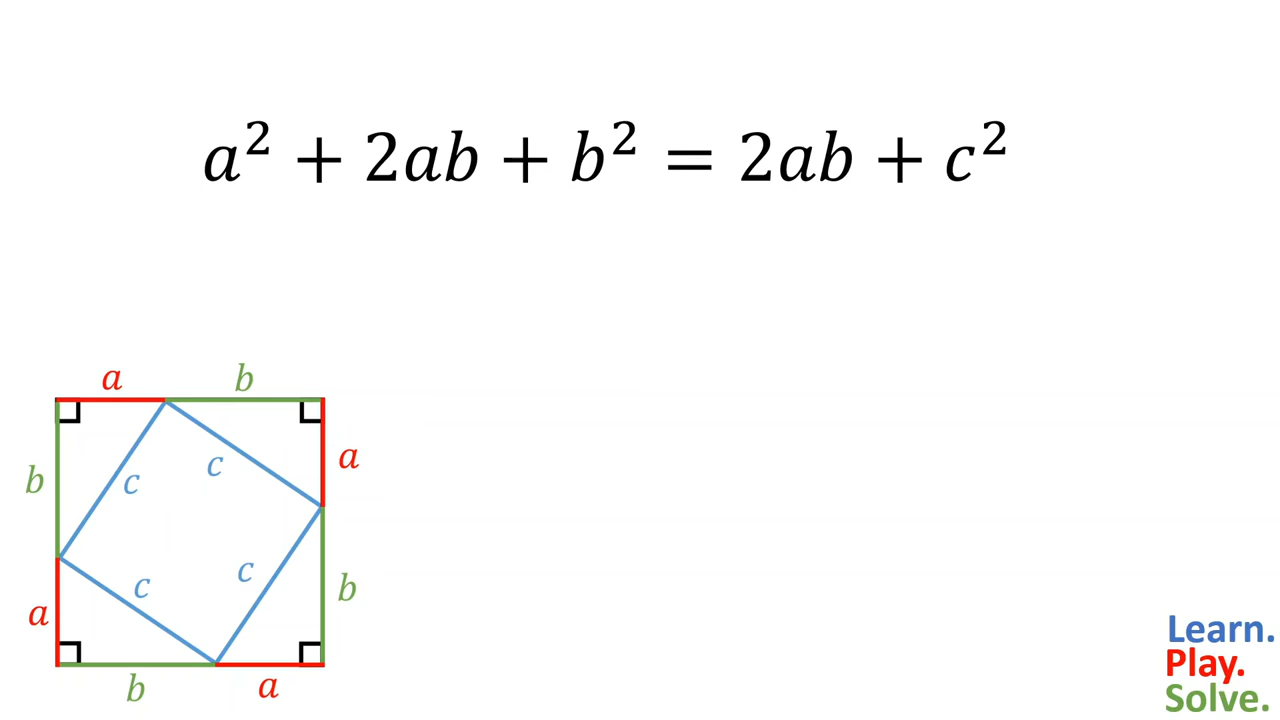 a² + 2ab + b² = 2ab + c²
a b
b c c a
c c b
a
b a
Learn.
Play.
Solve.